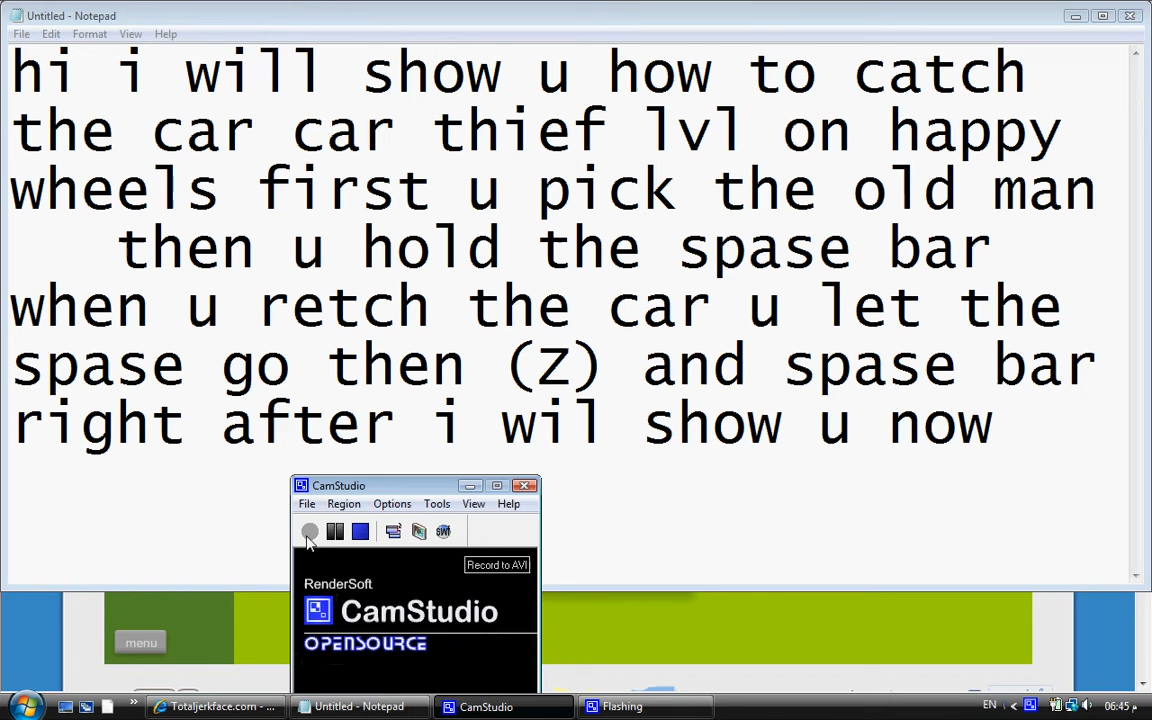 Untitled - Notepad
File Edit Format View Help
hi i will show u how to catch
the car car thief lvl on happy
wheels first u pick the old man
then u hold the spase bar
when u retch the car u let the
spase go then (Z) and spase bar
right after i wil show u now
CamStudio
File Region Options Tools View Help
Record to AVI
RenderSoft
CamStudio
OPENSOURCE
menu
Totaljerkface.com - ... Untitled - Notepad CamStudio Flashing EN 06:45 م